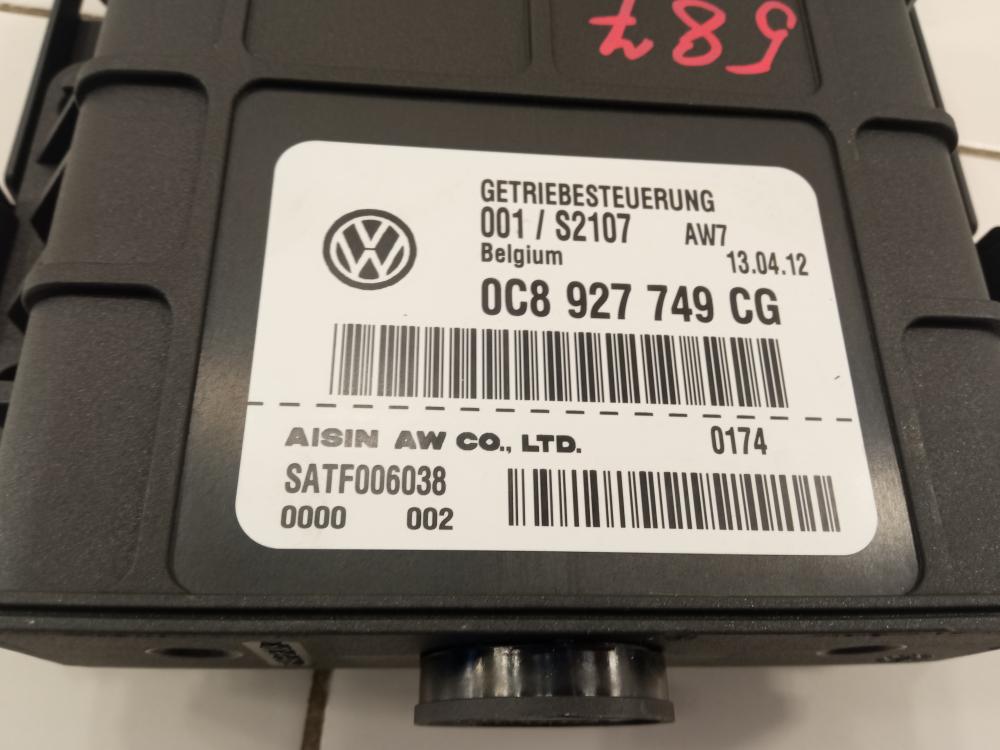 587
GETRIEBESTEUERUNG
001 / S2107 AW7
Belgium 13.04.12
0C8 927 749 CG
AISIN AW CO., LTD. 0174
SATF006038
0000 002